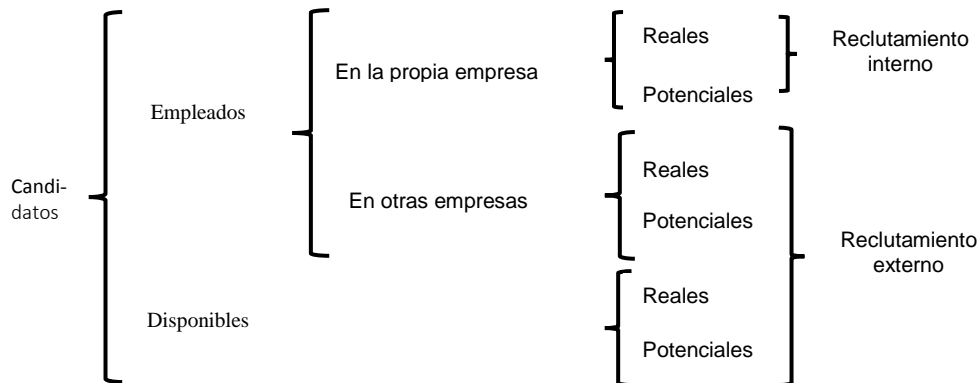 Candi-
datos
Empleados
En la propia empresa
Reales
Potenciales
Reclutamiento
interno
En otras empresas
Reales
Potenciales
Disponibles
Reales
Potenciales
Reclutamiento
externo